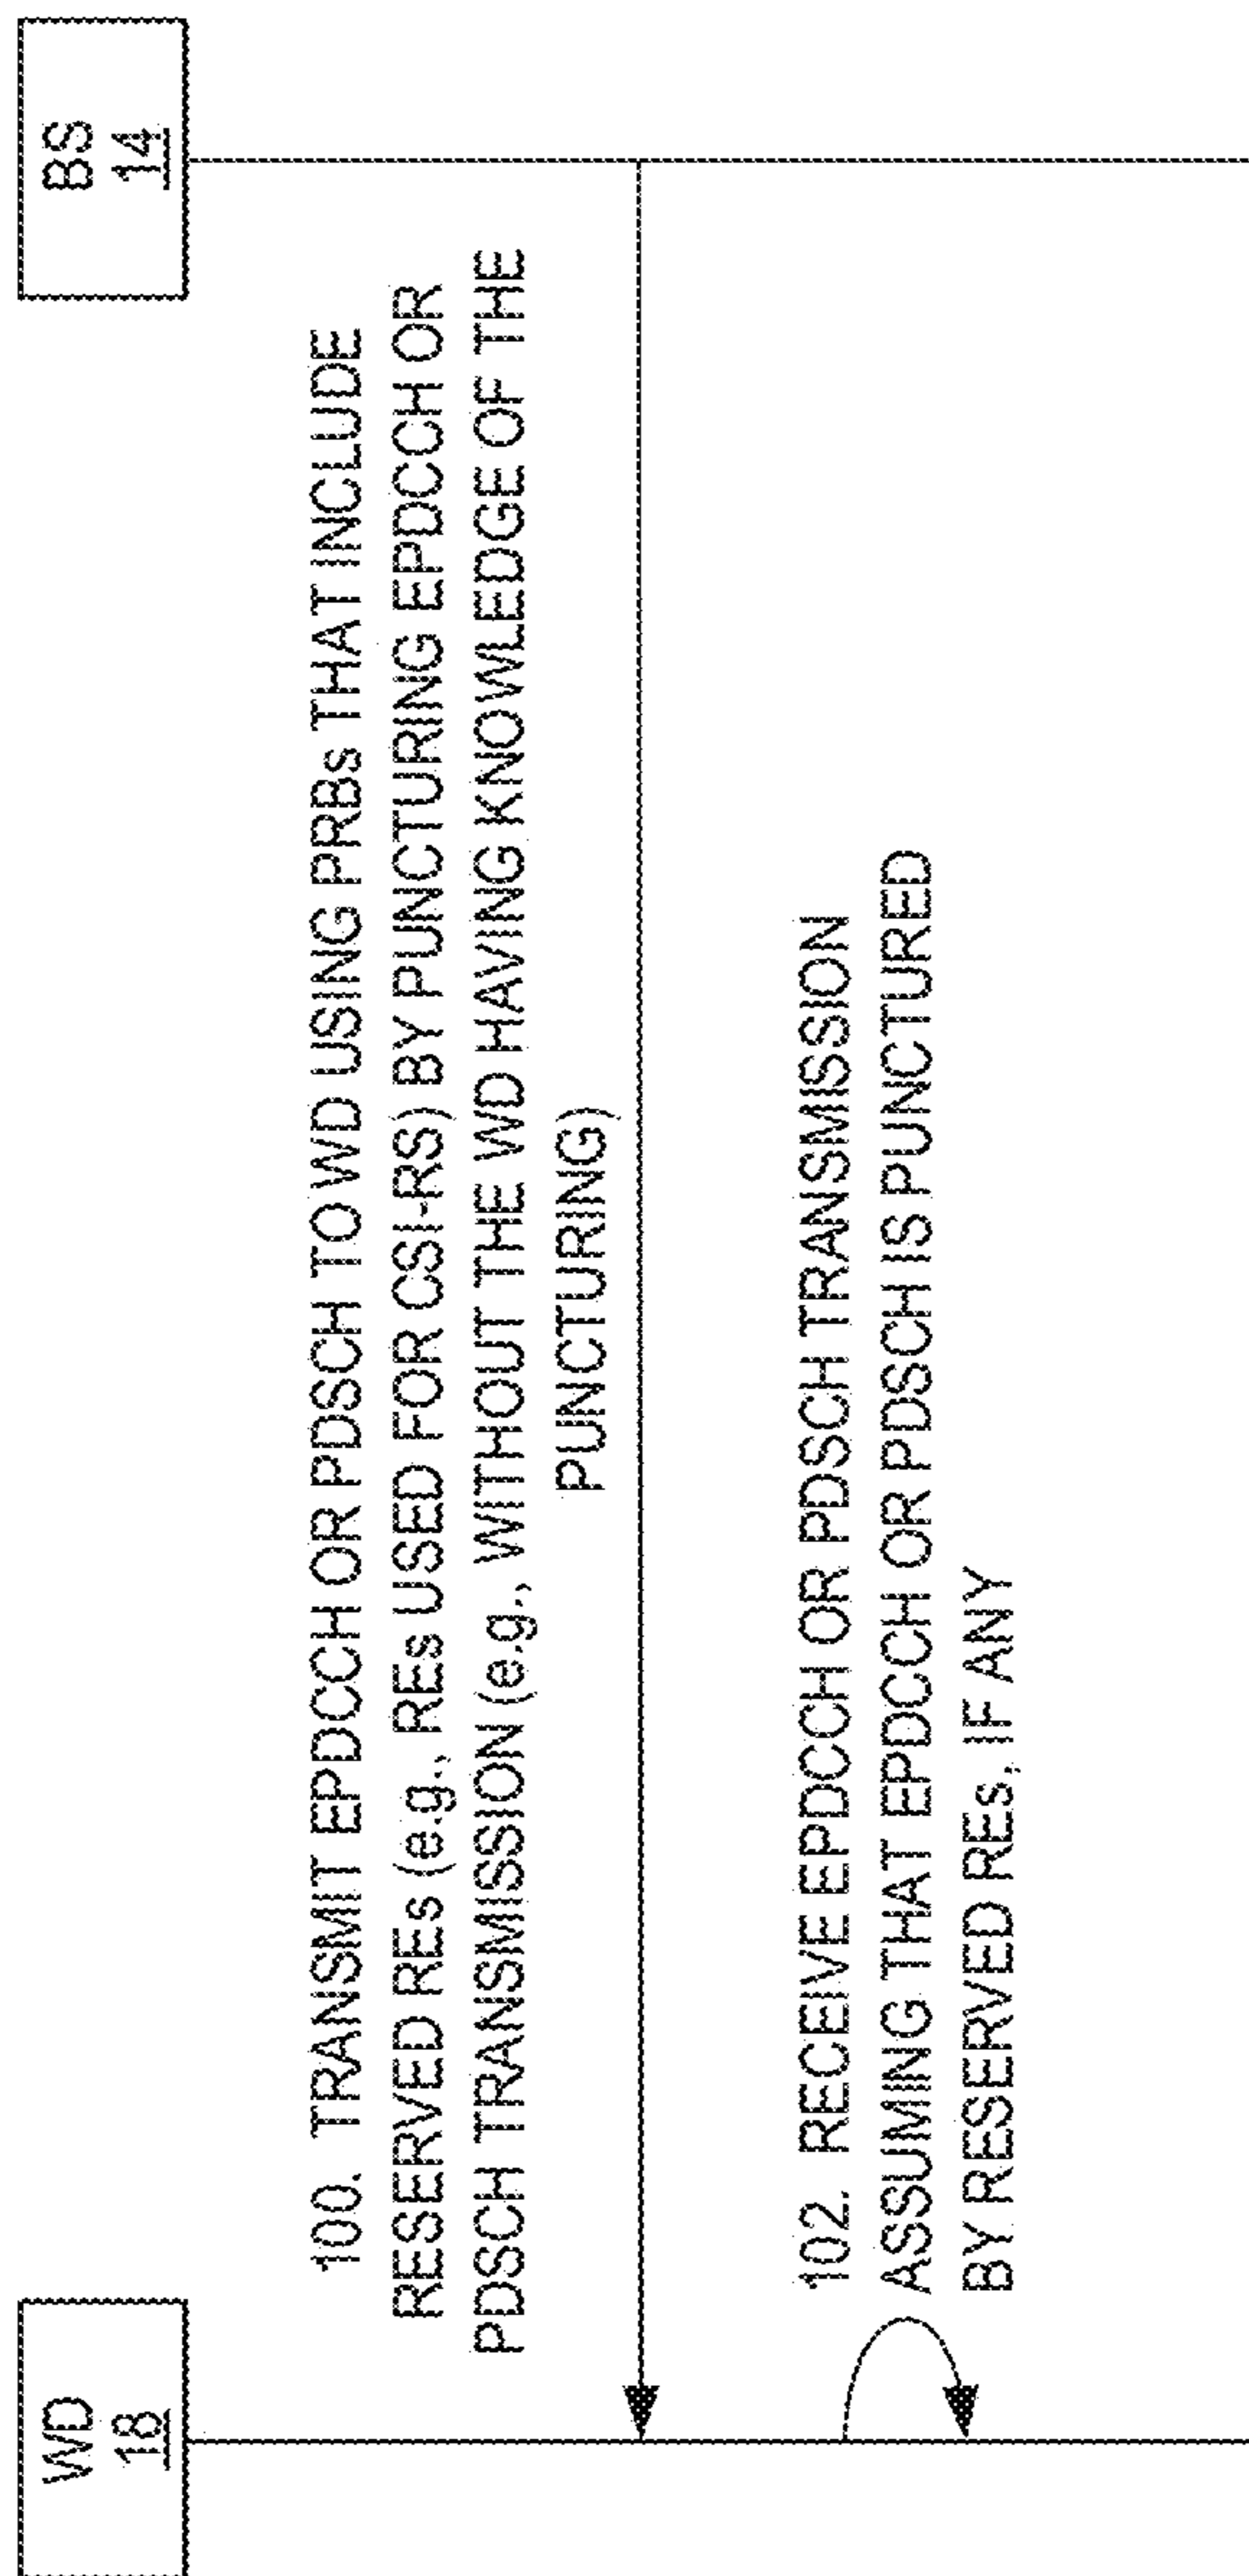 WD
18
BS
14
100. TRANSMIT EPDCCH OR PDSCH TO WD USING PRBs THAT INCLUDE
RESERVED REs (e.g., REs USED FOR CSI-RS) BY PUNCTURING EPDCCH OR
PDSCH TRANSMISSION (e.g., WITHOUT THE WD HAVING KNOWLEDGE OF THE
PUNCTURING)
102. RECEIVE EPDCCH OR PDSCH TRANSMISSION
ASSUMING THAT EPDCCH OR PDSCH IS PUNCTURED
BY RESERVED REs, IF ANY